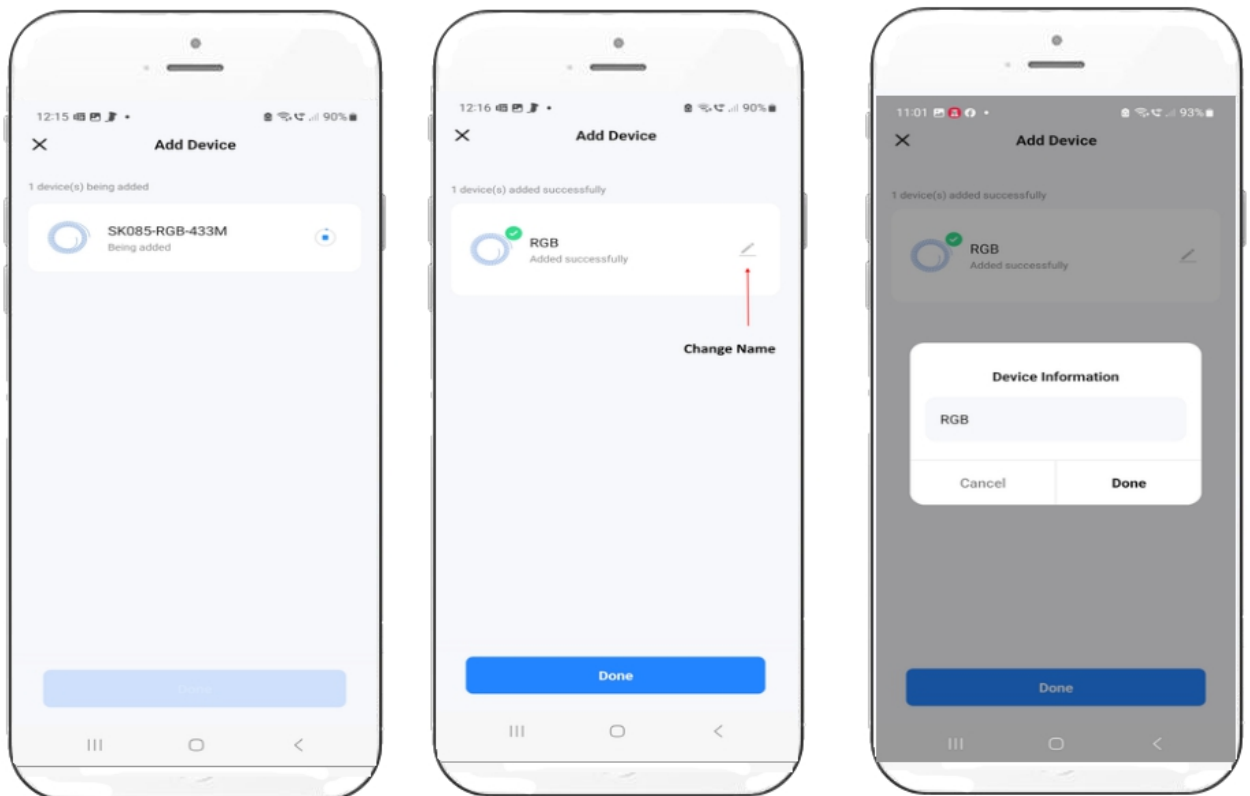 12:15
90%
Add Device
1 device(s) being added
SK085-RGB-433M
Being added
Done
12:16
90%
Add Device
1 device(s) added successfully
RGB
Added successfully
Change Name
Done
11:01
93%
Add Device
1 device(s) added successfully
RGB
Added successfully
Device Information
RGB
Cancel
Done
Done